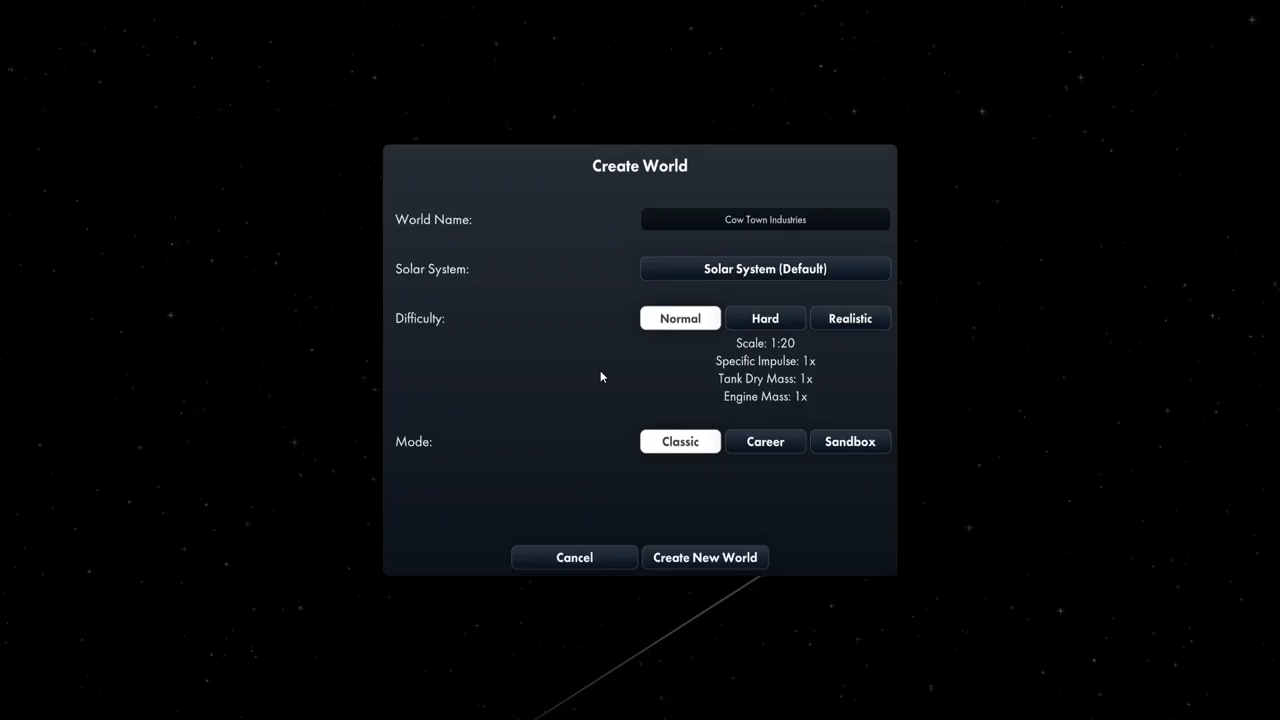 Create World
World Name: Cow Town Industries
Solar System: Solar System (Default)
Difficulty: Normal Hard Realistic
Scale: 1:20
Specific Impulse: 1x
Tank Dry Mass: 1x
Engine Mass: 1x
Mode: Classic Career Sandbox
Cancel Create New World